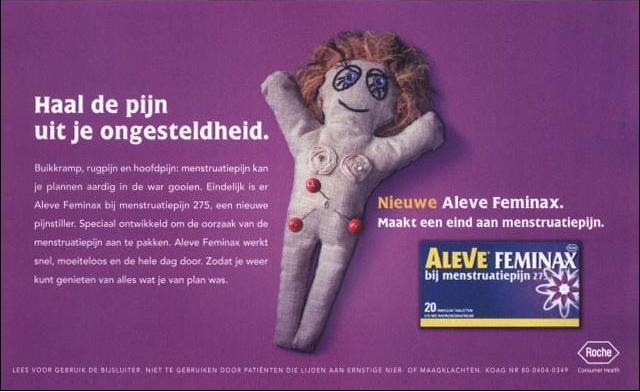 Haal de pijn
uit je ongesteldheid.
Buikkramp, rugpijn en hoofdpijn: menstruatiepijn kan
je plannen aardig in de war gooien. Eindelijk is er
Aleve Feminax bij menstruatiepijn 275, een nieuwe
pijnstiller. Speciaal ontwikkeld om de oorzaak van de
menstruatiepijn aan te pakken. Aleve Feminax werkt
snel, moeiteloos en de hele dag door. Zodat je weer
kunt genieten van alles wat je van plan was.
Nieuwe Aleve Feminax.
Maakt een eind aan menstruatiepijn.
ALEVE FEMINAX
bij menstruatiepijn 275
20
Roche
Consumer Health
LEES VOOR GEBRUIK DE BIJSLUITER. NIET TE GEBRUIKEN DOOR PATIËNTEN DIE LIJDEN AAN ERNSTIGE NIER- OF MAAGKLACHTEN. KOAG NR 80-0404-0349